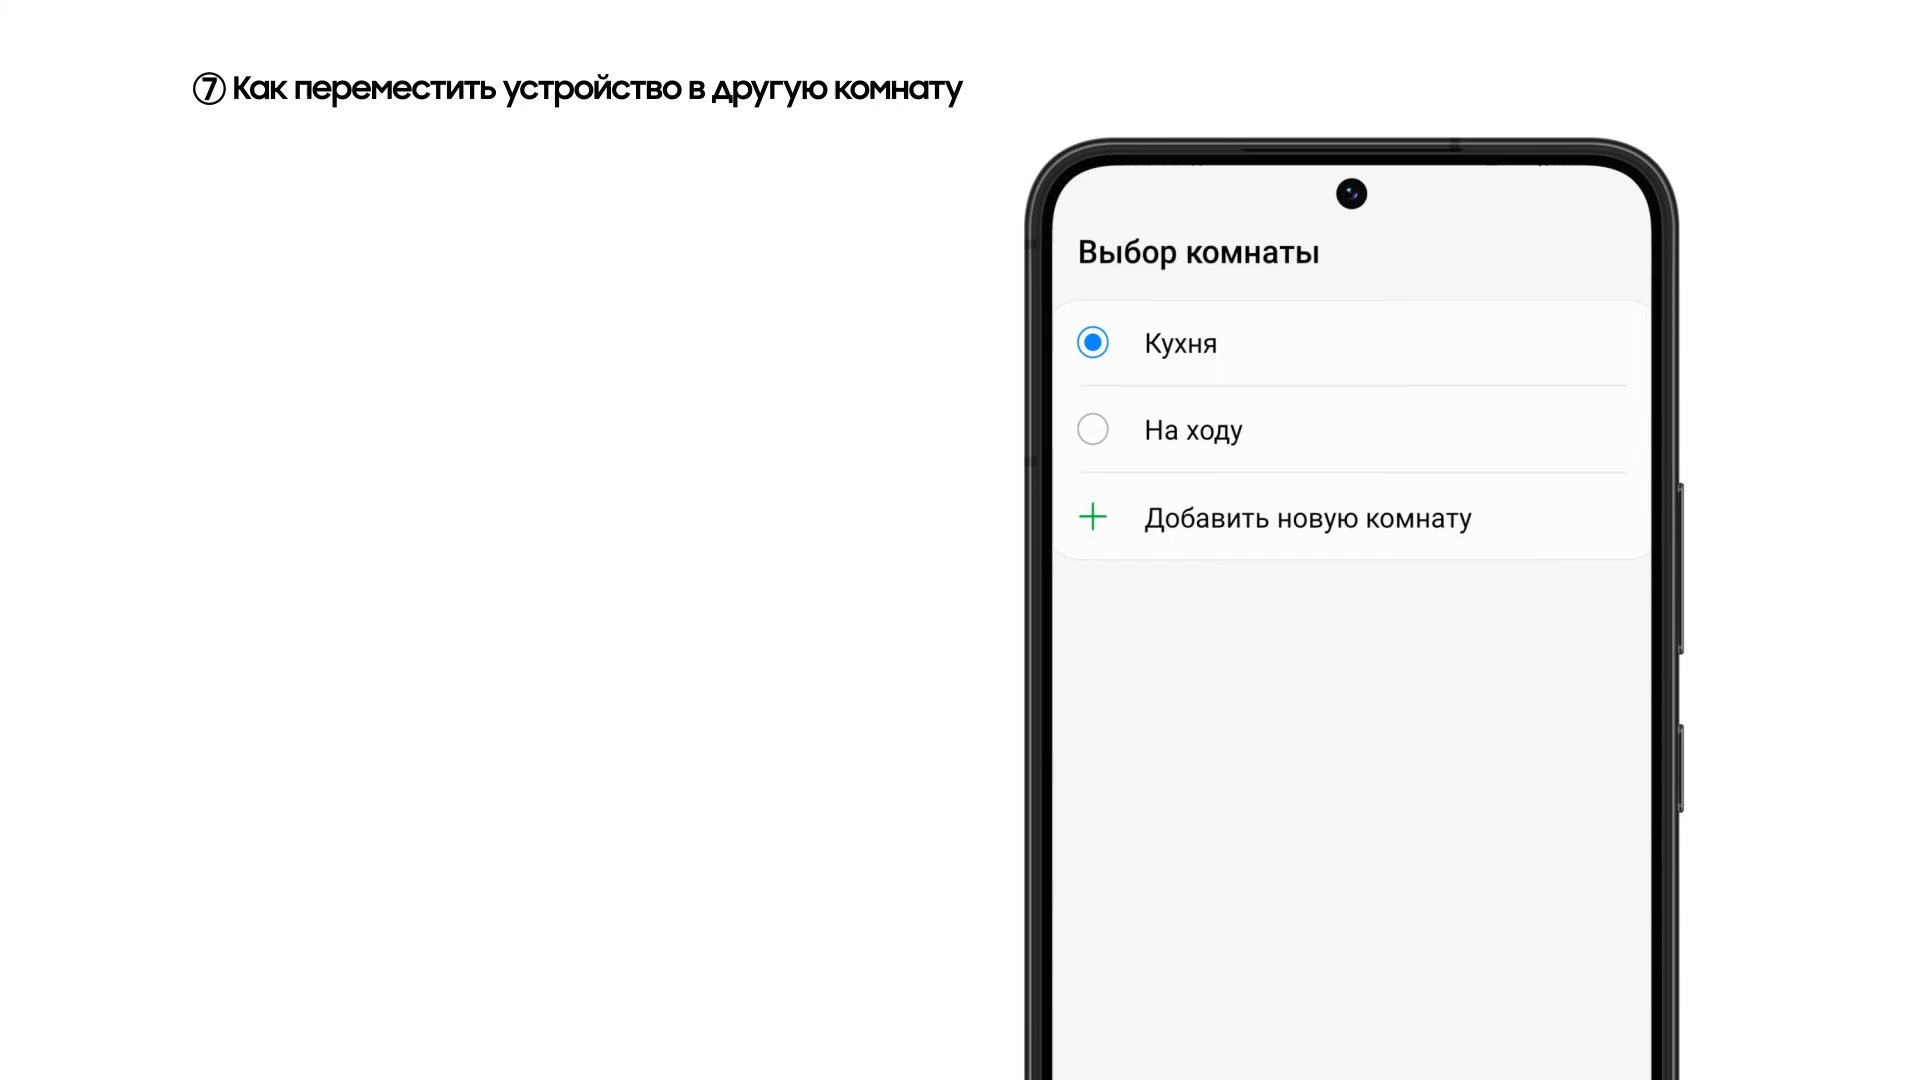 ⑦ Как переместить устройство в другую комнату
Выбор комнаты
Кухня
На ходу
Добавить новую комнату